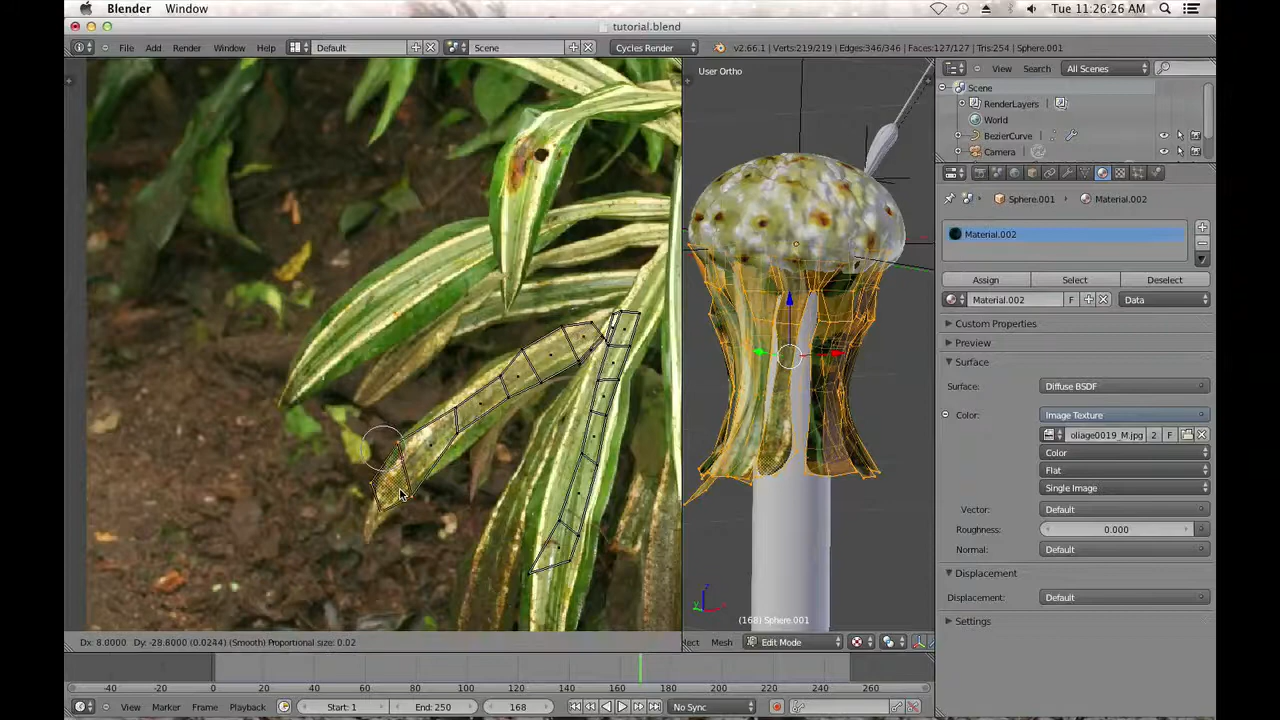 Blender Window Tue 11:26:26 AM
tutorial.blend
File Add Render Window Help Default Scene Cycles Render v2.66.1 | Verts:219/219 | Edges:346/346 | Faces:127/127 | Tris:254 | Sphere.001
User Ortho
View Search All Scenes
Scene
RenderLayers
World
BezierCurve
Camera
Sphere.001 Material.002
Material.002
Assign Select Deselect
Material.002 F Data
Custom Properties
Preview
Surface
Surface: Diffuse BSDF
Color: Image Texture
oliage0019_M.jpg 2 F
Color
Flat
Single Image
Vector: Default
Roughness: 0.000
Normal: Default
Displacement
Displacement: Default
Settings
(168) Sphere.001
Dx: 8.0000 Dy: -28.6000 (0.0244) (Smooth) Proportional size: 0.02
lect Mesh Edit Mode
-40 -20 0 20 40 60 80 100 120 140 160 180 200 220 240 260
View Marker Frame Playback Start: 1 End: 250 168 No Sync